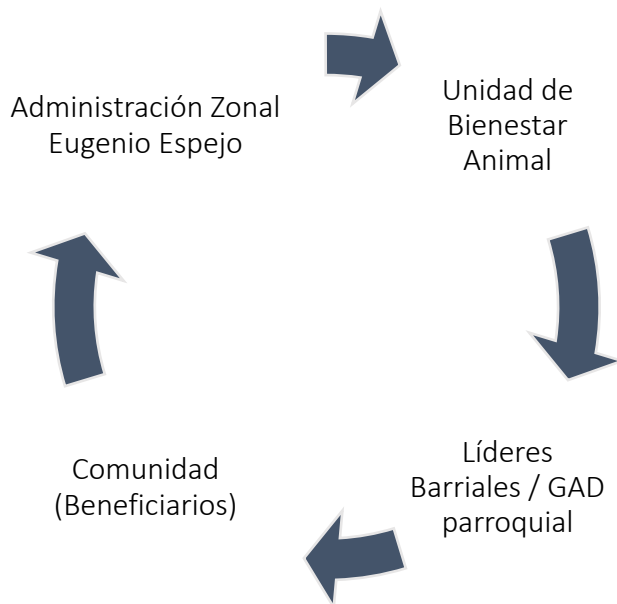 Administración Zonal
Eugenio Espejo
Unidad de
Bienestar
Animal
Líderes
Barriales / GAD
parroquial
Comunidad
(Beneficiarios)